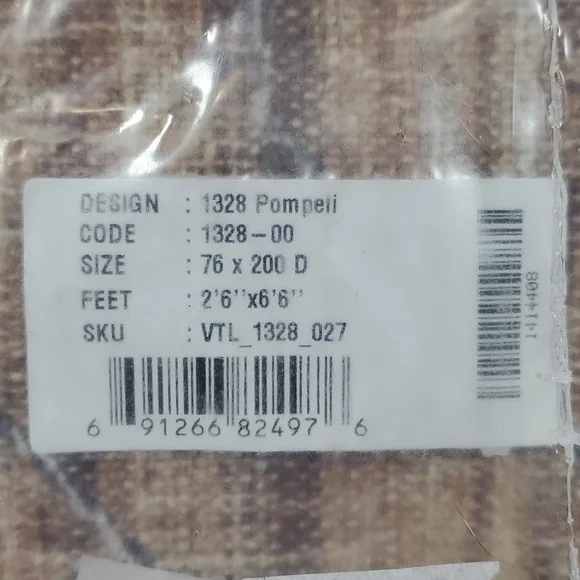 DESIGN : 1328 Pompeii
CODE : 1328-00
SIZE : 76 x 200 D
FEET : 2'6''x6'6''
SKU : VTL_1328_027
6 91266 82497 6
1414408